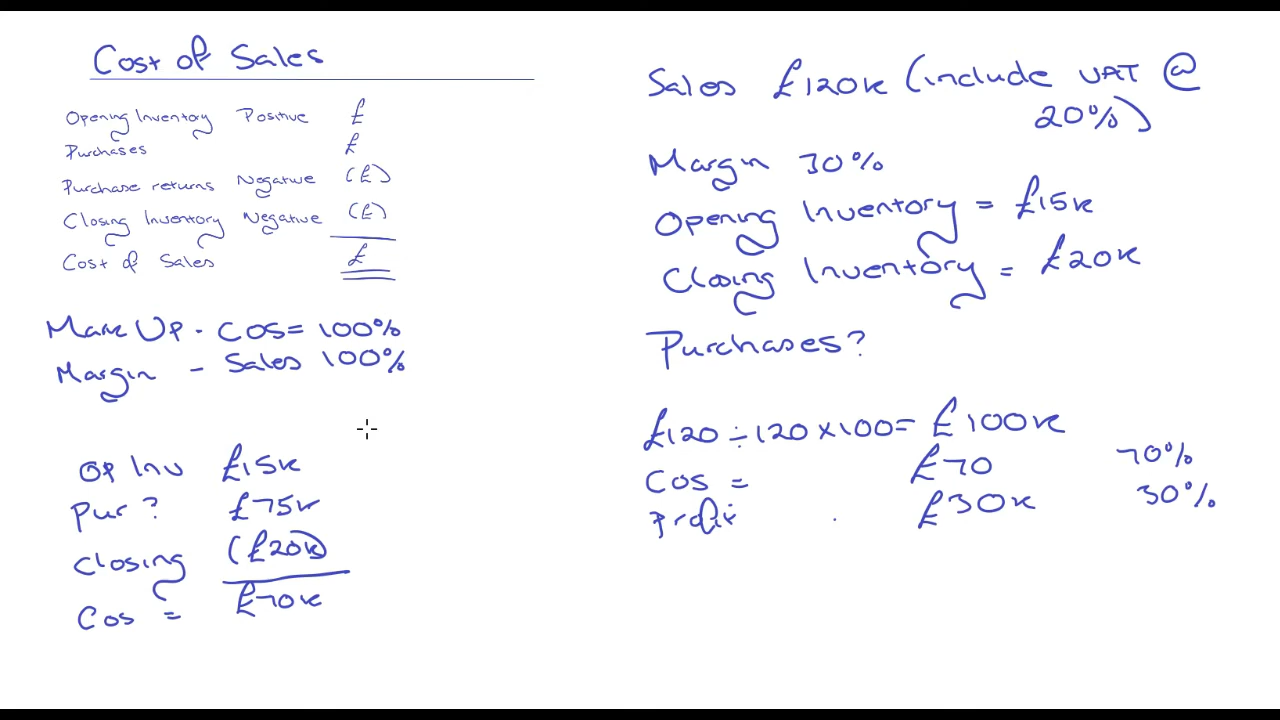 Cost of Sales
Opening Inventory Positive £
Purchases £
Purchase returns Negative (£)
Closing Inventory Negative (£)
Cost of Sales £
Mark Up - COS = 100%
Margin - Sales 100%
Op Inv £15K
Pur ? £75K
Closing (£20K)
Cos = £70K
Sales £120K (include VAT @
20%)
Margin 30%
Opening Inventory = £15K
Closing Inventory = £20K
Purchases?
£120 ÷ 120 x 100 = £100K
Cos = £70 70%
Profit £30K 30%